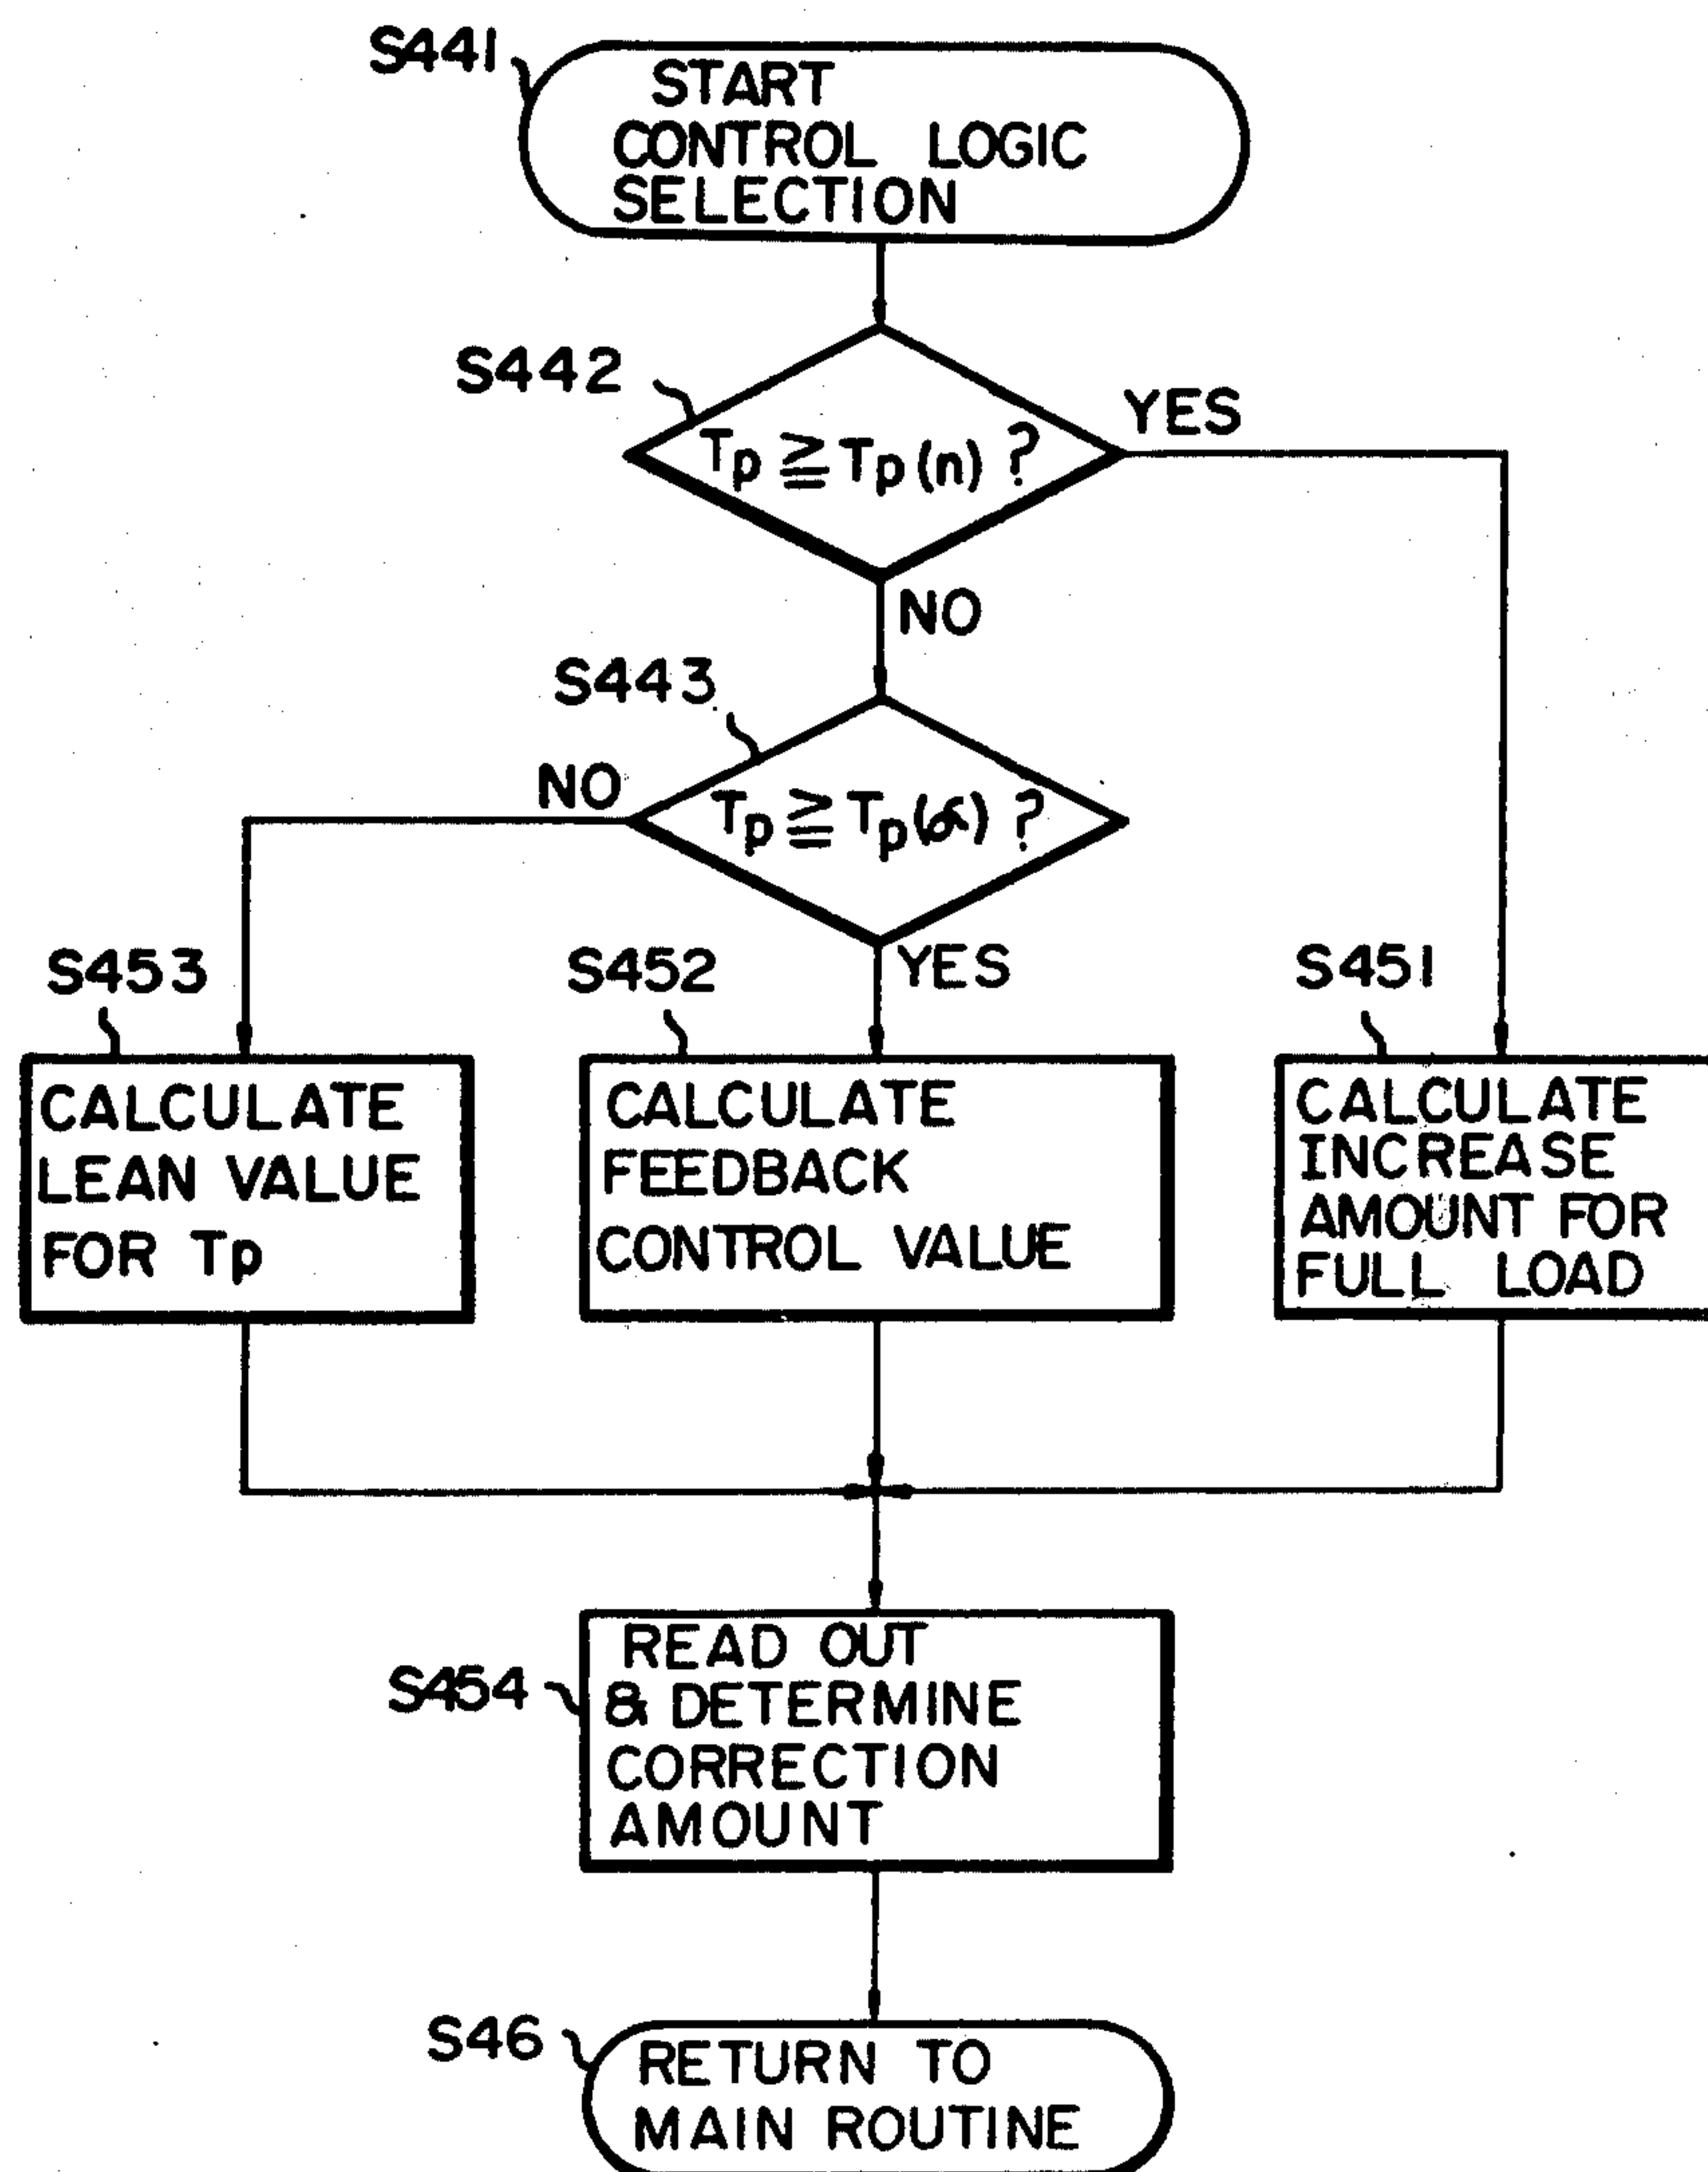 S441
START
CONTROL LOGIC
SELECTION
S442
Tp ≧ Tp(n) ?
YES
NO
S443
NO
Tp ≧ Tp(α) ?
YES
S453
S452
S451
CALCULATE
LEAN VALUE
FOR Tp
CALCULATE
FEEDBACK
CONTROL VALUE
CALCULATE
INCREASE
AMOUNT FOR
FULL LOAD
S454
READ OUT
& DETERMINE
CORRECTION
AMOUNT
S46
RETURN TO
MAIN ROUTINE